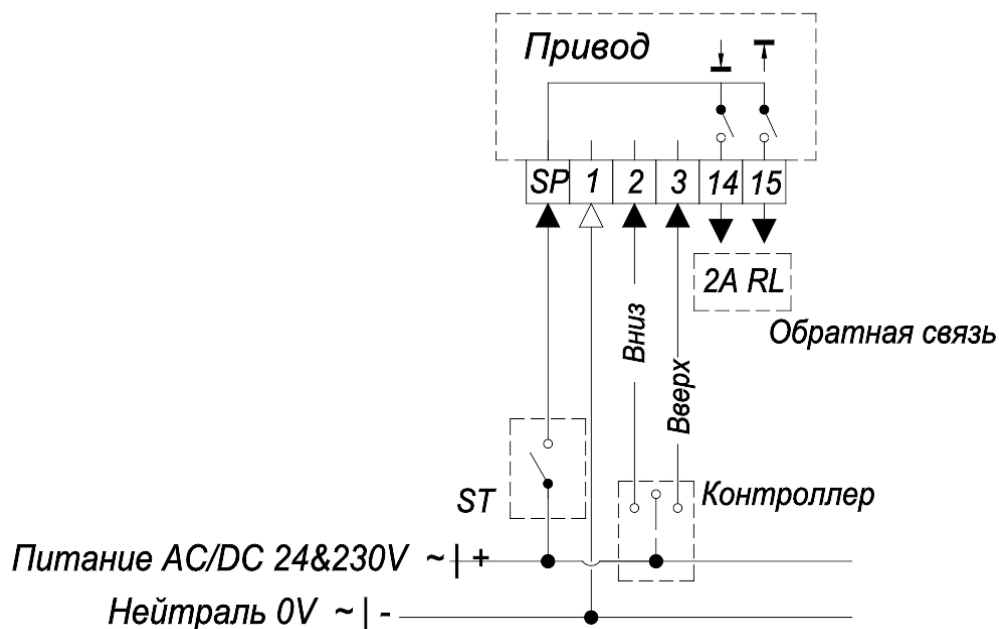 Привод
SP 1 2 3 14 15
2A RL
Обратная связь
Вниз
Вверх
ST
Контроллер
Питание AC/DC 24&230V ~ | +
Нейтраль 0V ~ | -